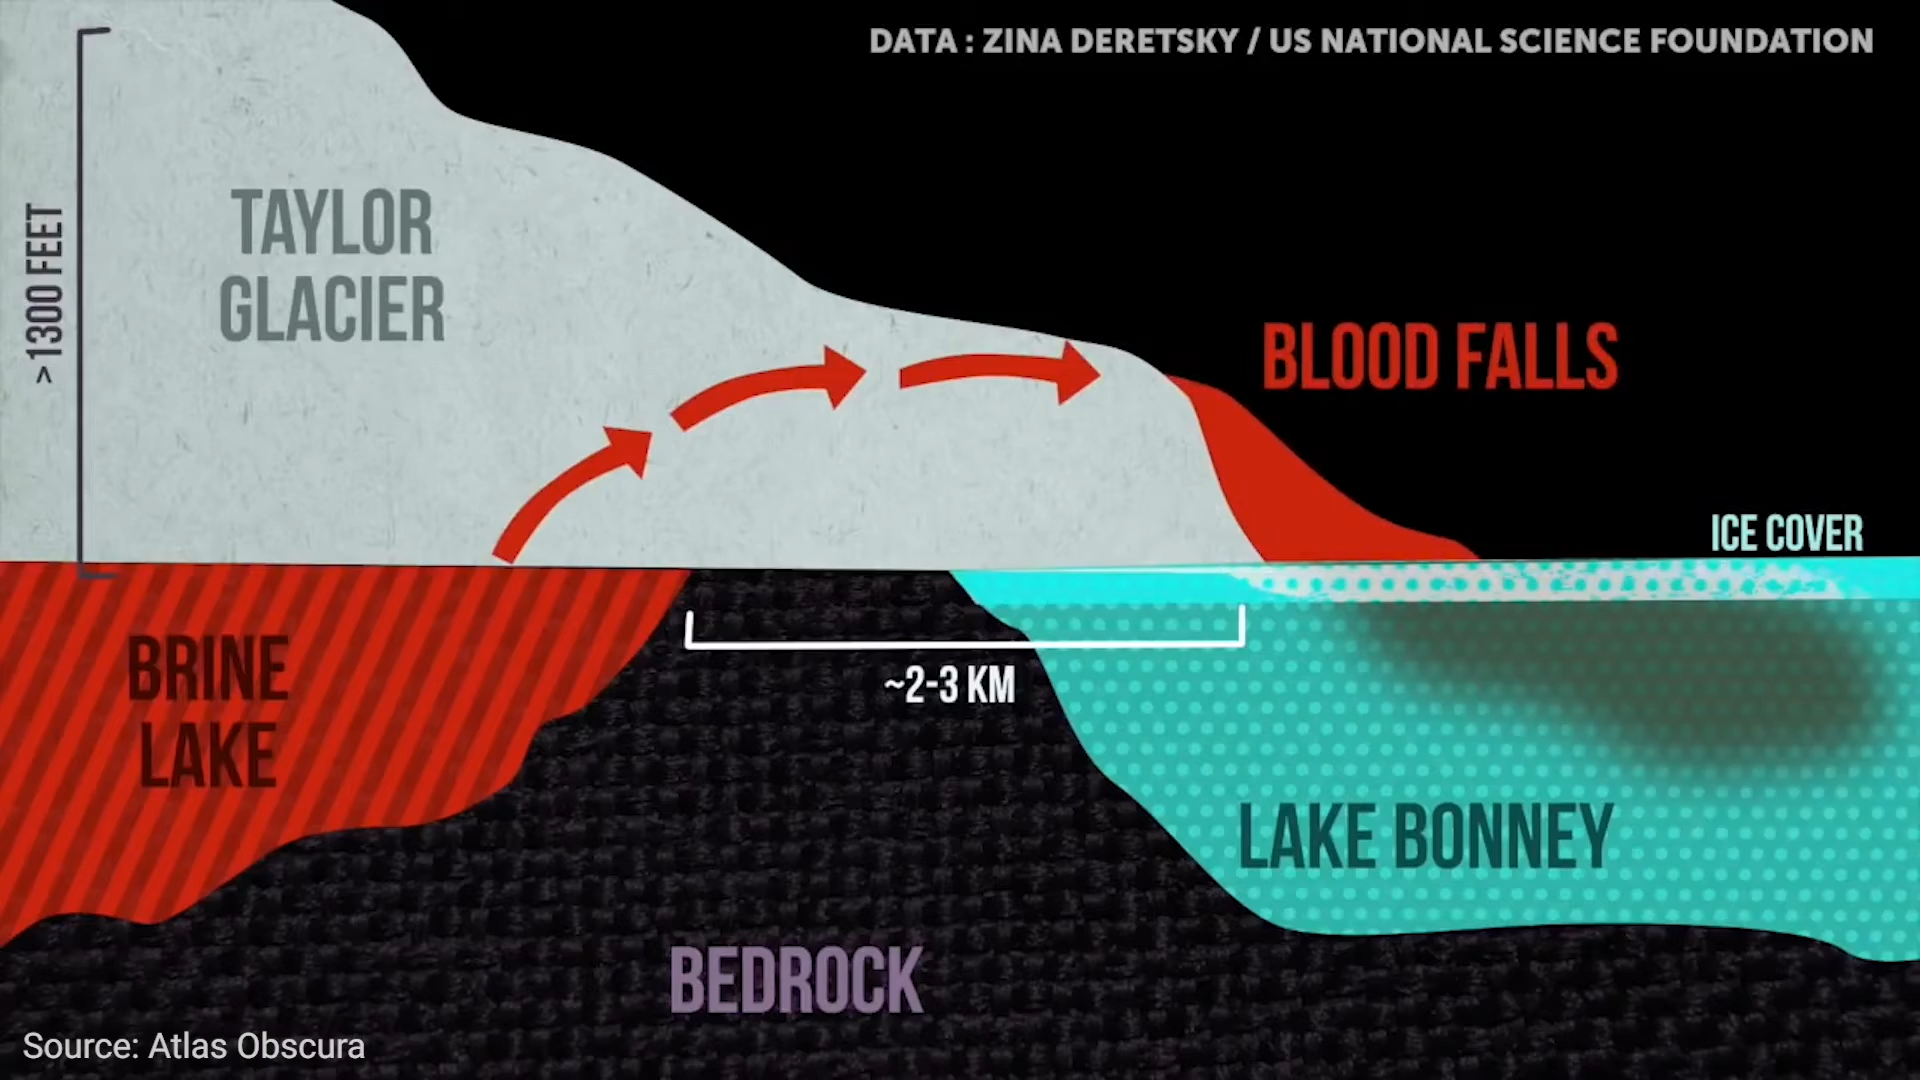 DATA : ZINA DERETSKY / US NATIONAL SCIENCE FOUNDATION
>1300 FEET
TAYLOR
GLACIER
BLOOD FALLS
ICE COVER
BRINE
LAKE
~2-3 KM
LAKE BONNEY
BEDROCK
Source: Atlas Obscura